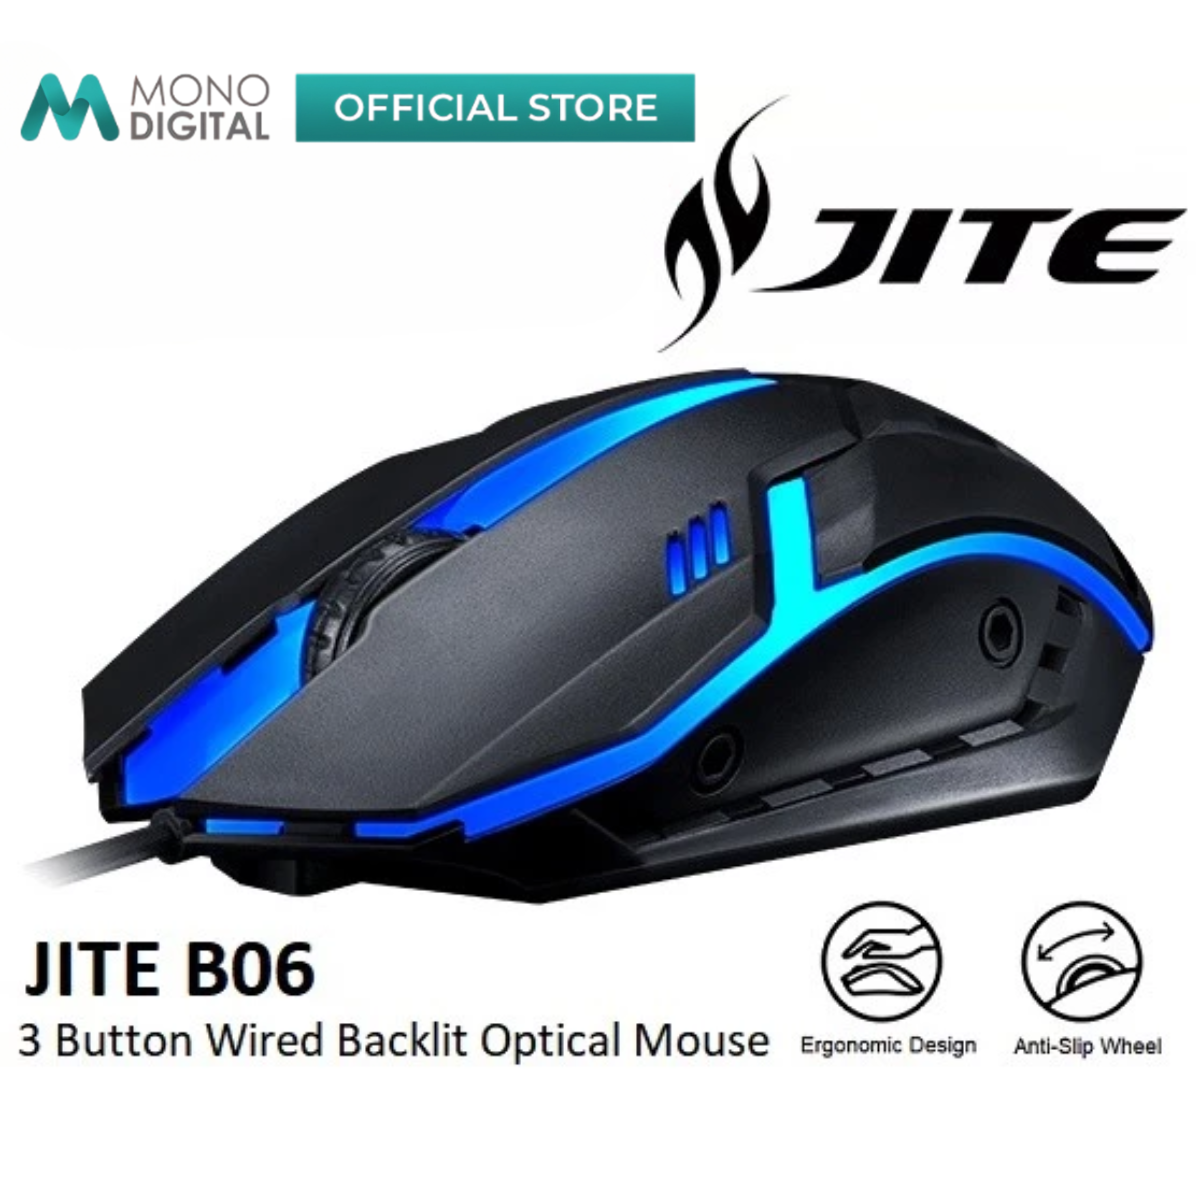 MONO
DIGITAL
OFFICIAL STORE
JITE
JITE B06
3 Button Wired Backlit Optical Mouse
Ergonomic Design
Anti-Slip Wheel